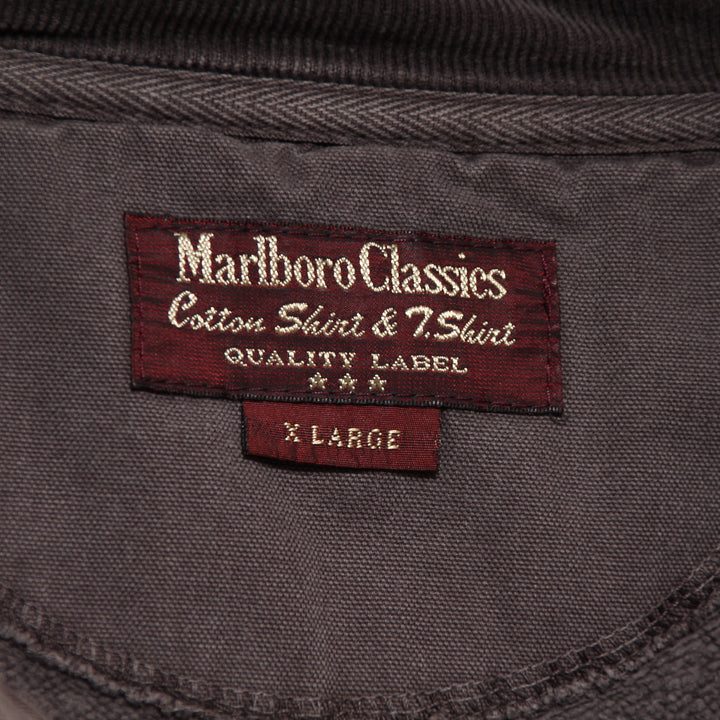 Marlboro Classics
Cotton Shirt & T.Shirt
QUALITY LABEL
X LARGE